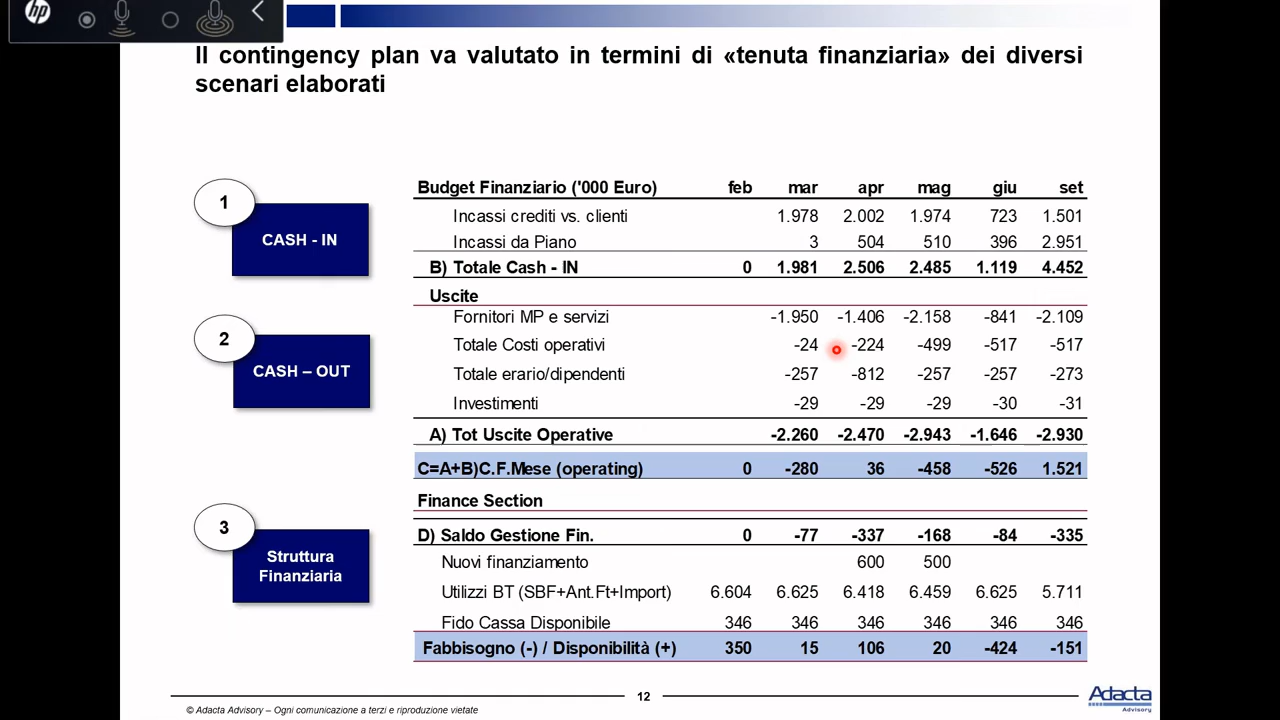 hp
Il contingency plan va valutato in termini di «tenuta finanziaria» dei diversi
scenari elaborati
1
CASH - IN
2
CASH – OUT
3
Struttura
Finanziaria
Budget Finanziario ('000 Euro) feb mar apr mag giu set
Incassi crediti vs. clienti 1.978 2.002 1.974 723 1.501
Incassi da Piano 3 504 510 396 2.951
B) Totale Cash - IN 0 1.981 2.506 2.485 1.119 4.452
Uscite
Fornitori MP e servizi -1.950 -1.406 -2.158 -841 -2.109
Totale Costi operativi -24 -224 -499 -517 -517
Totale erario/dipendenti -257 -812 -257 -257 -273
Investimenti -29 -29 -29 -30 -31
A) Tot Uscite Operative -2.260 -2.470 -2.943 -1.646 -2.930
C=A+B)C.F.Mese (operating) 0 -280 36 -458 -526 1.521
Finance Section
D) Saldo Gestione Fin. 0 -77 -337 -168 -84 -335
Nuovi finanziamento 600 500
Utilizzi BT (SBF+Ant.Ft+Import) 6.604 6.625 6.418 6.459 6.625 5.711
Fido Cassa Disponibile 346 346 346 346 346 346
Fabbisogno (-) / Disponibilità (+) 350 15 106 20 -424 -151
12
© Adacta Advisory – Ogni comunicazione a terzi e riproduzione vietate
Adacta
Advisory